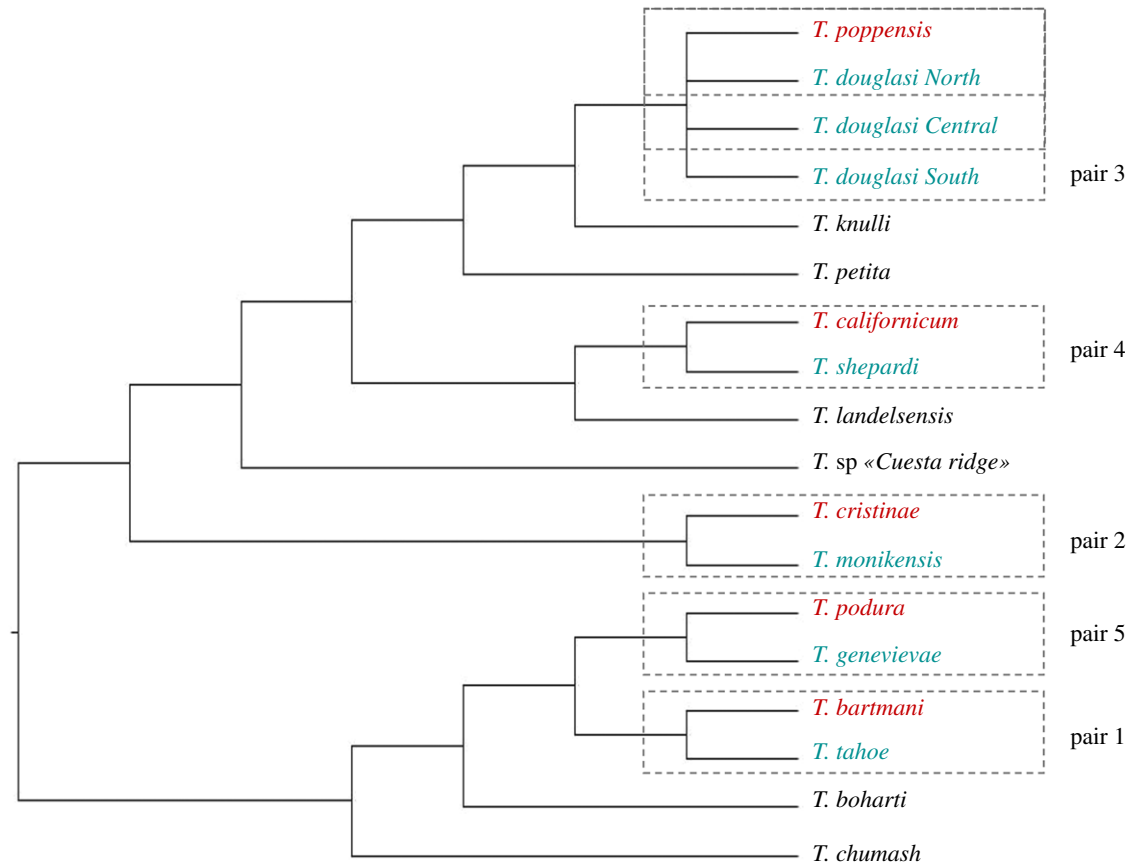 T. poppensis
T. douglasi North
T. douglasi Central
T. douglasi South
pair 3
T. knulli
T. petita
T. californicum
pair 4
T. shepardi
T. landelsensis
T. sp «Cuesta ridge»
T. cristinae
pair 2
T. monikensis
T. podura
pair 5
T. genevievae
T. bartmani
pair 1
T. tahoe
T. boharti
T. chumash